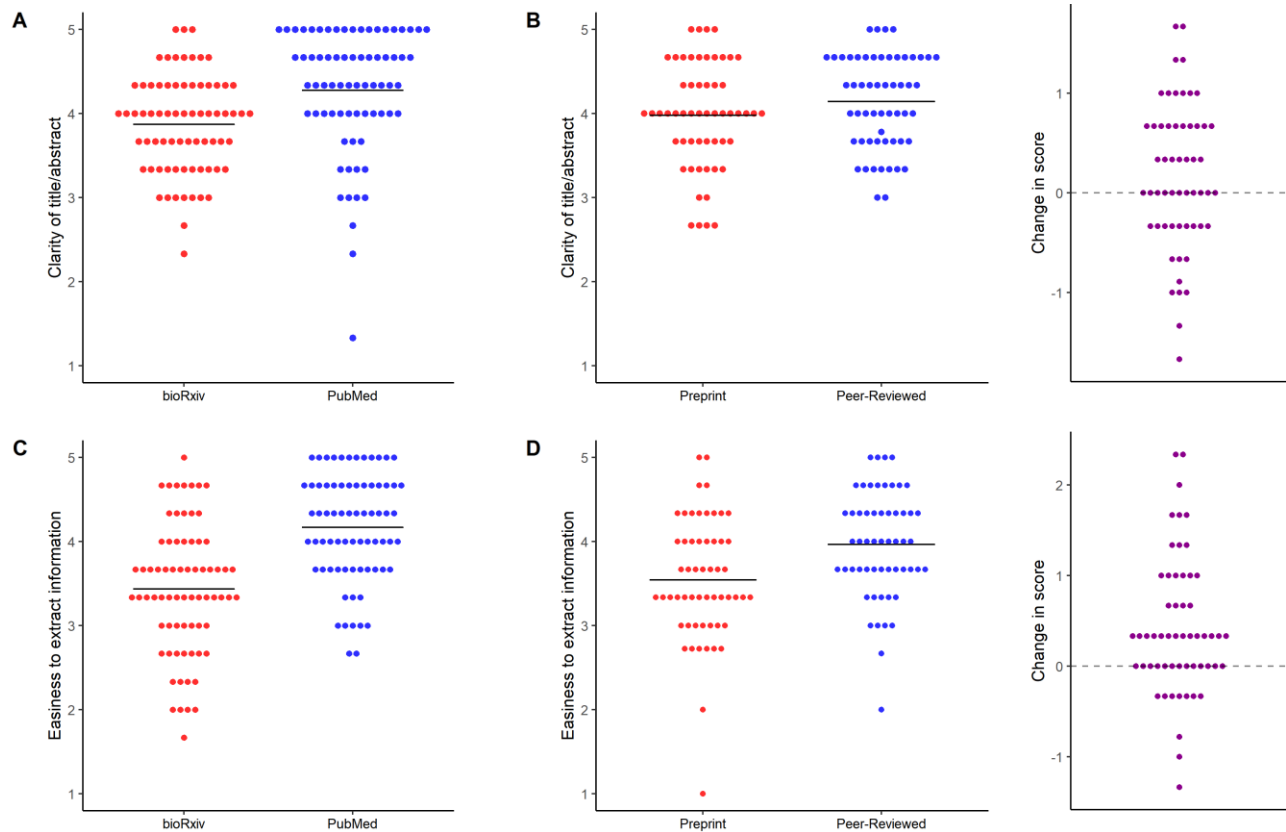 A
5
4
3
2
1
Clarity of title/abstract
bioRxiv
PubMed
B
5
4
3
2
1
Clarity of title/abstract
Preprint
Peer-Reviewed
1
0
-1
Change in score
C
5
4
3
2
1
Easiness to extract information
bioRxiv
PubMed
D
5
4
3
2
1
Easiness to extract information
Preprint
Peer-Reviewed
2
1
0
-1
Change in score